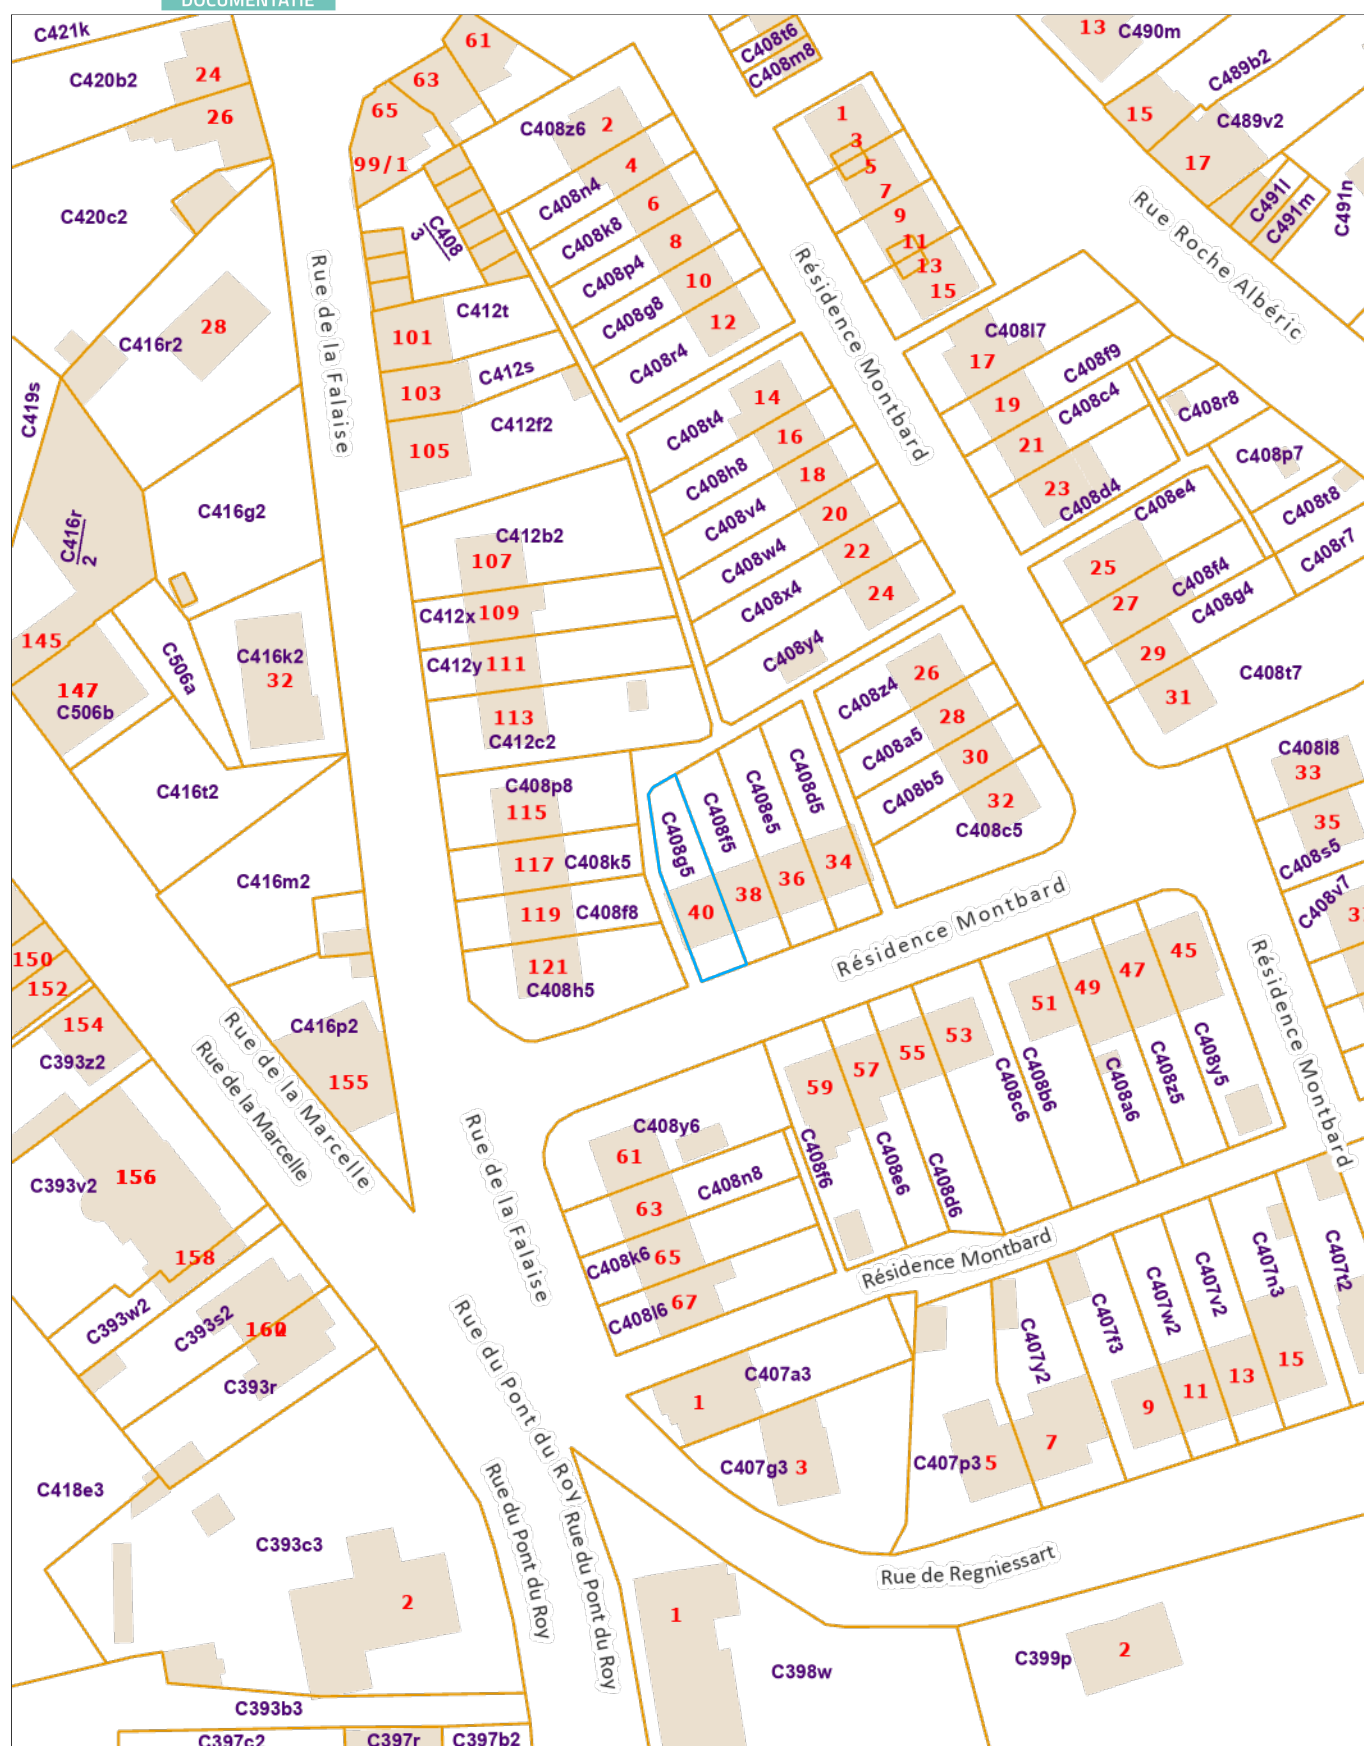 DOCUMENTATIE
C421k
C420b2
24
26
C420c2
C416r2
28
C419s
C416r
2
C416g2
145
147
C506b
C506a
C416k2
32
C416t2
C416m2
C416p2
155
150
152
154
C393z2
C393v2
156
158
C393w2
C393s2
160
C393r
C418e3
C393c3
2
C393b3
C397c2
C397r
C397b2
61
63
65
99/1
C408
3
Rue de la Falaise
C412t
101
C412s
103
C412f2
105
C412b2
107
C412x
109
C412y
111
113
C412c2
C408p8
115
117
C408k5
119
C408f8
121
C408h5
C408z6
2
C408n4
4
C408k8
6
C408p4
8
C408g8
10
C408r4
12
C408t4
14
C408h8
16
C408v4
18
C408w4
20
C408x4
22
C408y4
24
C408t6
C408m8
1
3
5
7
9
11
13
15
Résidence Montbard
13
C490m
C489b2
15
C489v2
17
C491l
C491m
C491n
Rue Roche Albéric
C408l7
17
C408f9
19
C408c4
21
23
C408d4
C408r8
C408p7
C408t8
C408r7
C408e4
25
C408f4
27
C408g4
29
31
C408t7
C408z4
26
C408a5
28
C408b5
30
32
C408c5
C408g5
C408f5
C408e5
C408d5
40
38
36
34
Résidence Montbard
C408l8
33
35
C408s5
C408v7
Résidence Montbard
51
49
47
45
C408c6
C408b6
C408a6
C408z5
C408y5
59
57
55
53
C408f6
C408e6
C408d6
C408y6
61
63
C408n8
C408k6
65
C408l6
67
Résidence Montbard
Rue de la Marcelle
Rue de la Marcelle
Rue de la Falaise
Rue du Pont du Roy
Rue du Pont du Roy
Rue du Pont du Roy
C407a3
1
C407g3
3
C407p3
5
C407y2
7
C407f3
9
C407w2
11
C407v2
13
C407n3
15
C407t2
Rue de Regniessart
1
C398w
C399p
2